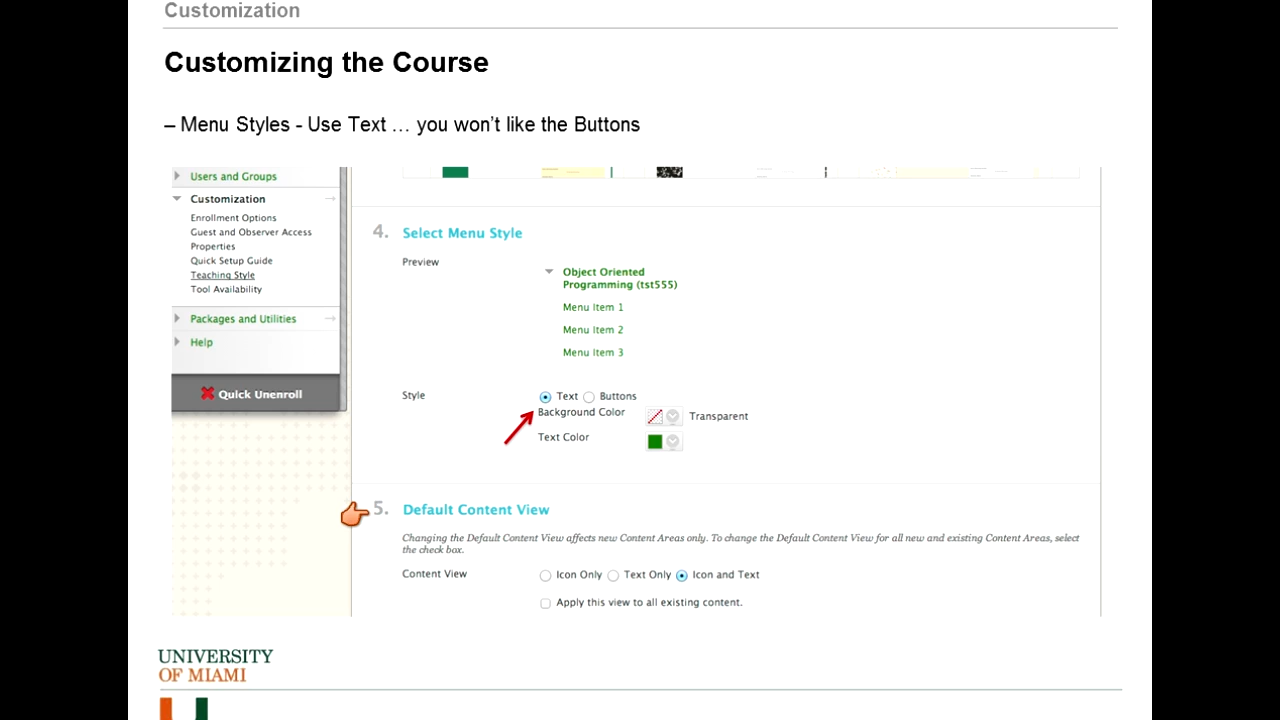 Customization
Customizing the Course
– Menu Styles - Use Text … you won't like the Buttons
Users and Groups
Customization
Enrollment Options
Guest and Observer Access
Properties
Quick Setup Guide
Teaching Style
Tool Availability
Packages and Utilities
Help
Quick Unenroll
4. Select Menu Style
Preview
Object Oriented
Programming (tst555)
Menu Item 1
Menu Item 2
Menu Item 3
Style
Text Buttons
Background Color
Transparent
Text Color
5. Default Content View
Changing the Default Content View affects new Content Areas only. To change the Default Content View for all new and existing Content Areas, select
the check box.
Content View
Icon Only Text Only Icon and Text
Apply this view to all existing content.
UNIVERSITY
OF MIAMI